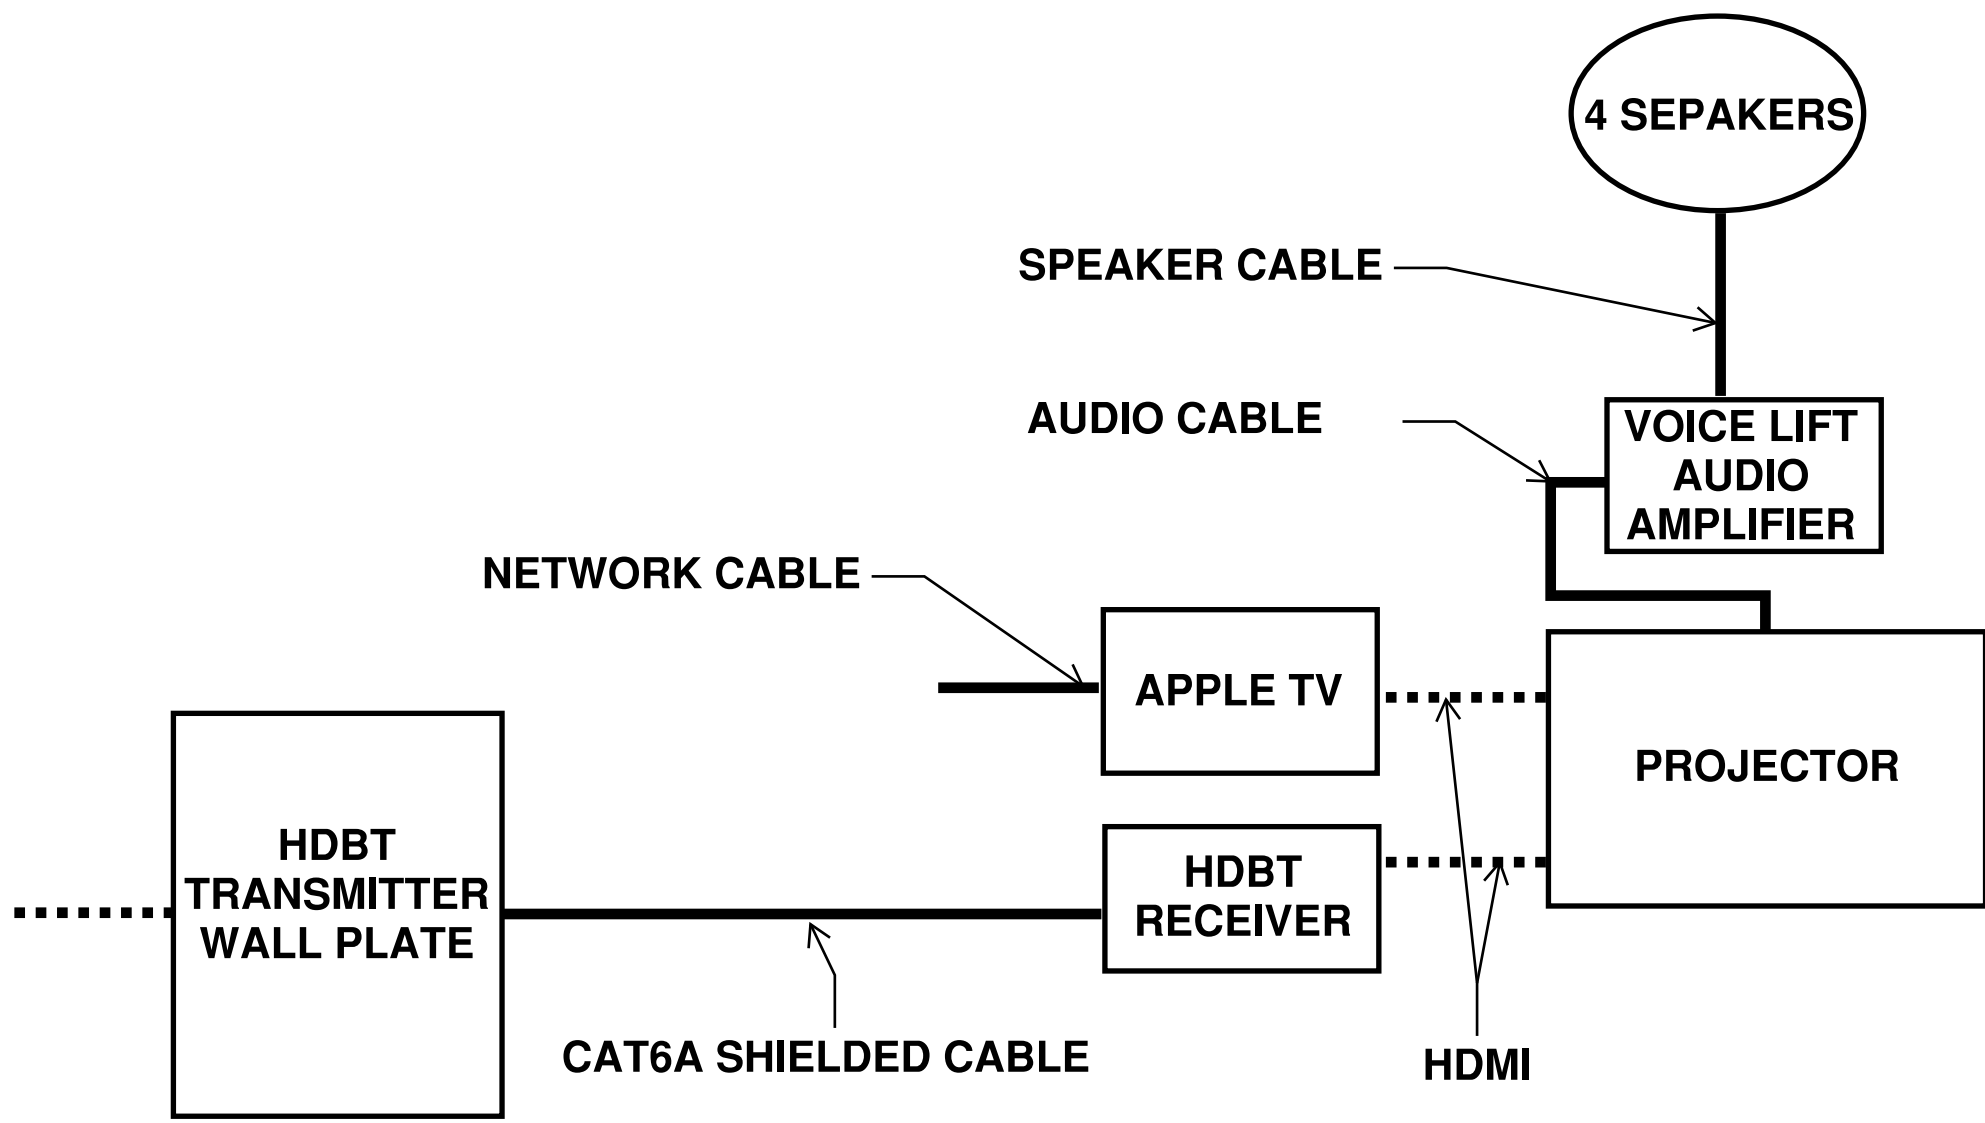 4 SEPAKERS
SPEAKER CABLE
AUDIO CABLE
VOICE LIFT
AUDIO
AMPLIFIER
NETWORK CABLE
APPLE TV
PROJECTOR
HDBT
TRANSMITTER
WALL PLATE
HDBT
RECEIVER
CAT6A SHIELDED CABLE
HDMI